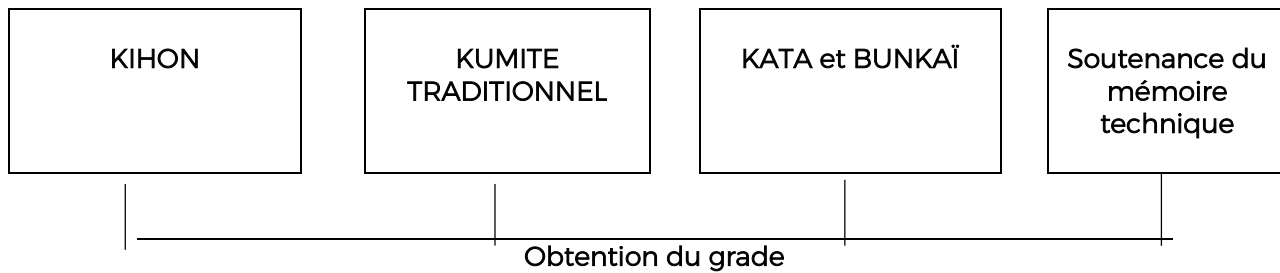 KIHON
KUMITE
TRADITIONNEL
KATA et BUNKAÏ
Soutenance du
mémoire
technique
Obtention du grade